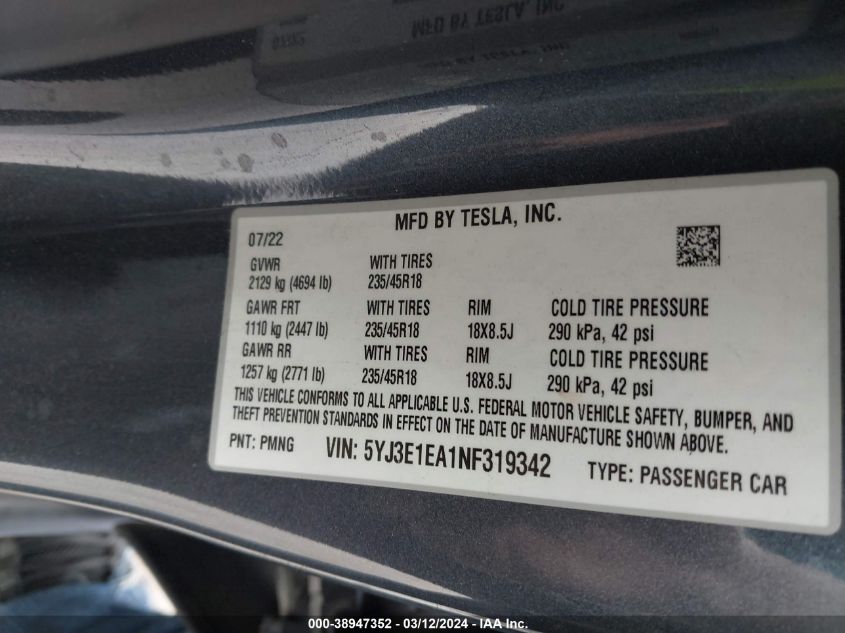 MFD BY TESLA, INC.
07/22
GVWR WITH TIRES
2129 kg (4694 lb) 235/45R18
GAWR FRT WITH TIRES RIM COLD TIRE PRESSURE
1110 kg (2447 lb) 235/45R18 18X8.5J 290 kPa, 42 psi
GAWR RR WITH TIRES RIM COLD TIRE PRESSURE
1257 kg (2771 lb) 235/45R18 18X8.5J 290 kPa, 42 psi
THIS VEHICLE CONFORMS TO ALL APPLICABLE U.S. FEDERAL MOTOR VEHICLE SAFETY, BUMPER, AND
THEFT PREVENTION STANDARDS IN EFFECT ON THE DATE OF MANUFACTURE SHOWN ABOVE.
PNT: PMNG VIN: 5YJ3E1EA1NF319342 TYPE: PASSENGER CAR
000-38947352 - 03/12/2024 - IAA Inc.